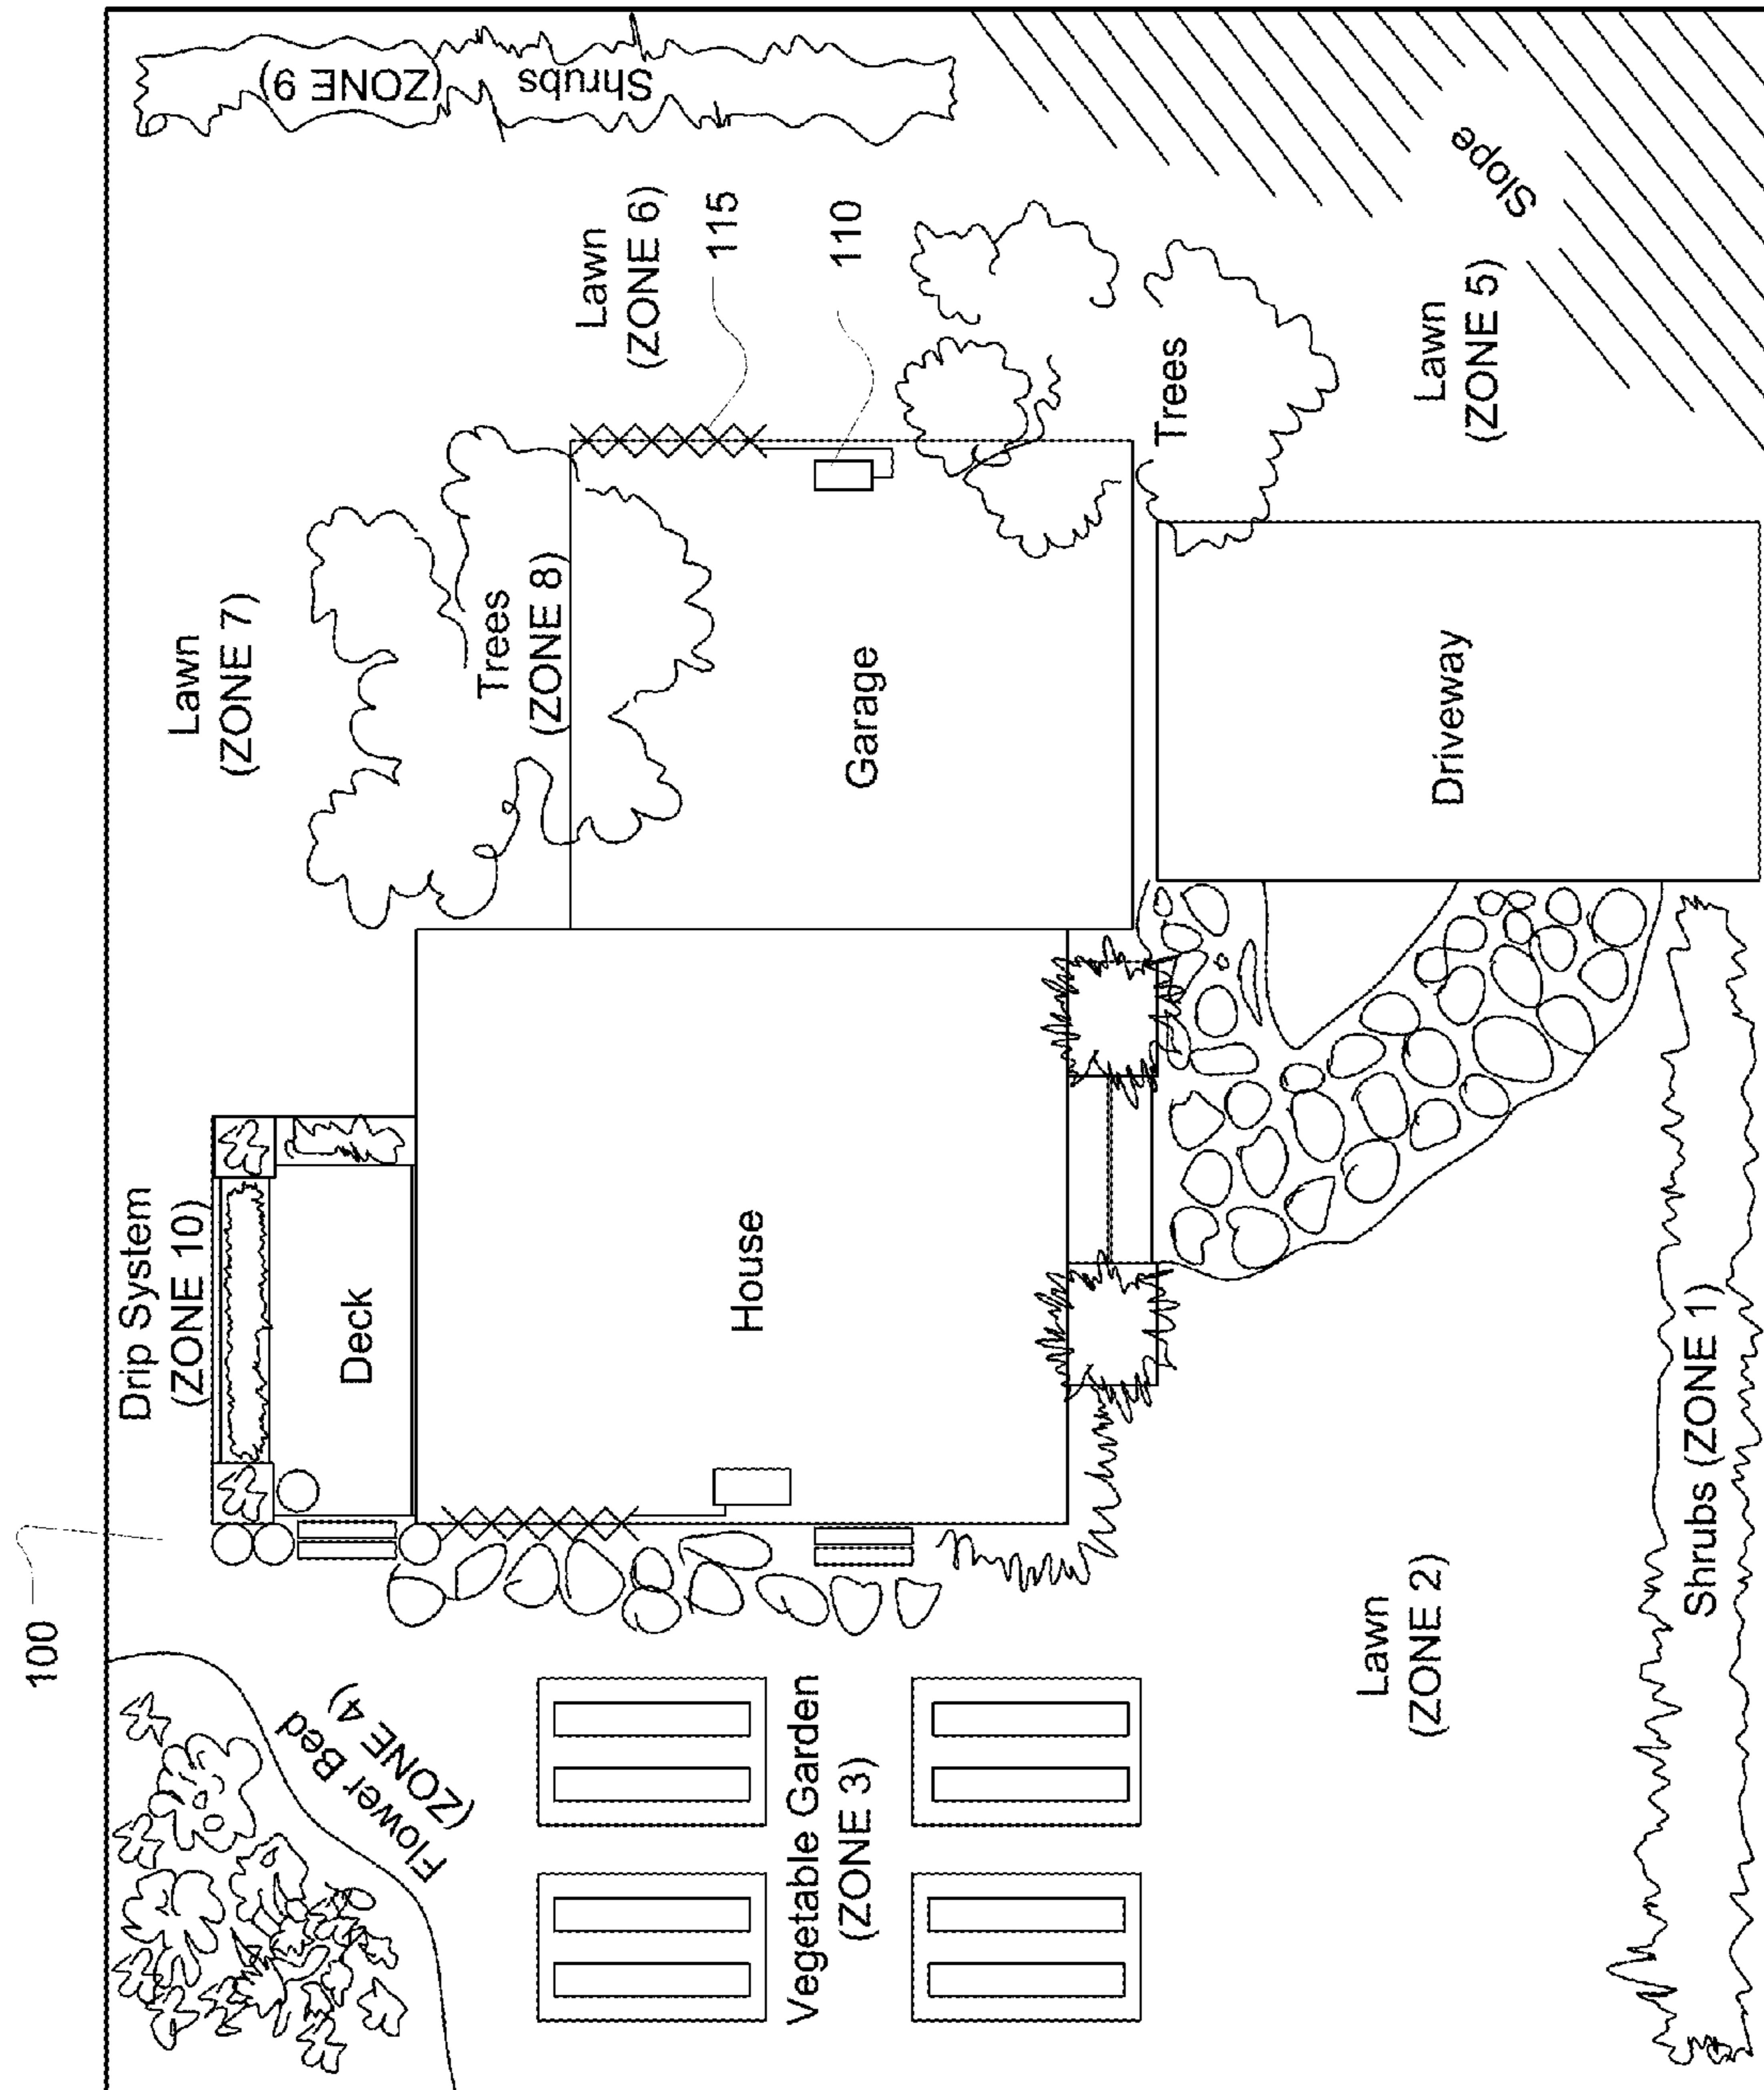 100
Drip System
(ZONE 10)
Lawn
(ZONE 7)
Shrubs (ZONE 9)
Flower Bed
(ZONE 4)
Deck
Trees
(ZONE 8)
Lawn
(ZONE 6)
115
110
Vegetable Garden
(ZONE 3)
House
Garage
Trees
Slope
Lawn
(ZONE 2)
Driveway
Lawn
(ZONE 5)
Shrubs (ZONE 1)